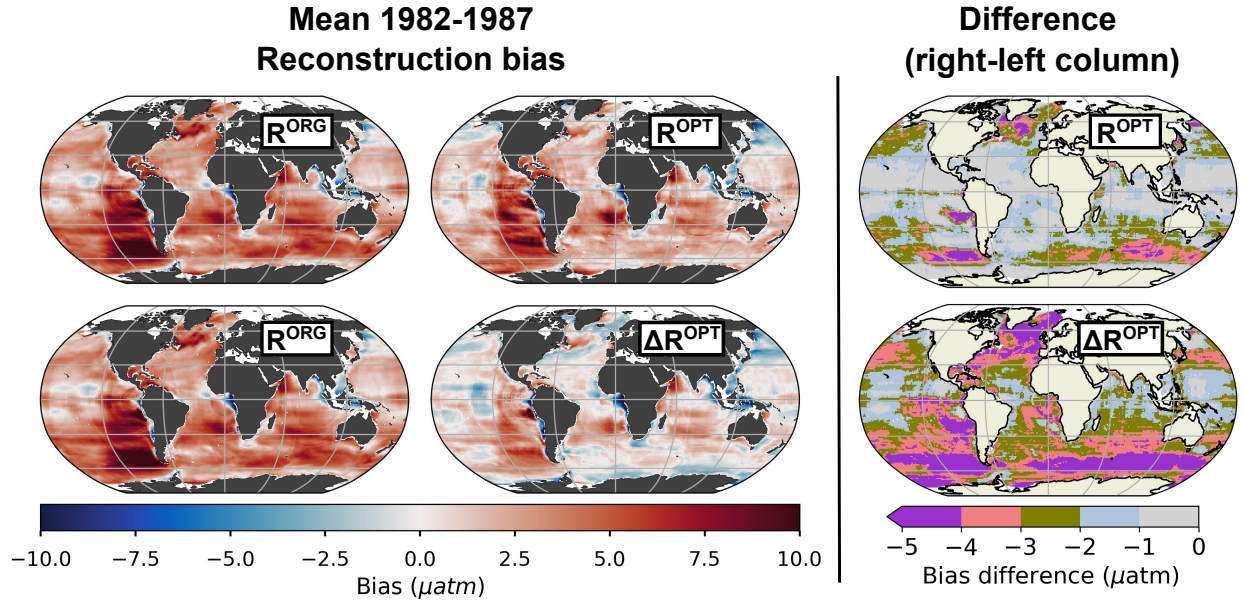 Mean 1982-1987
Reconstruction bias
Difference
(right-left column)
R^ORG
R^OPT
R^OPT
R^ORG
ΔR^OPT
ΔR^OPT
−10.0 −7.5 −5.0 −2.5 0.0 2.5 5.0 7.5 10.0
Bias (μatm)
−5 −4 −3 −2 −1 0
Bias difference (μatm)